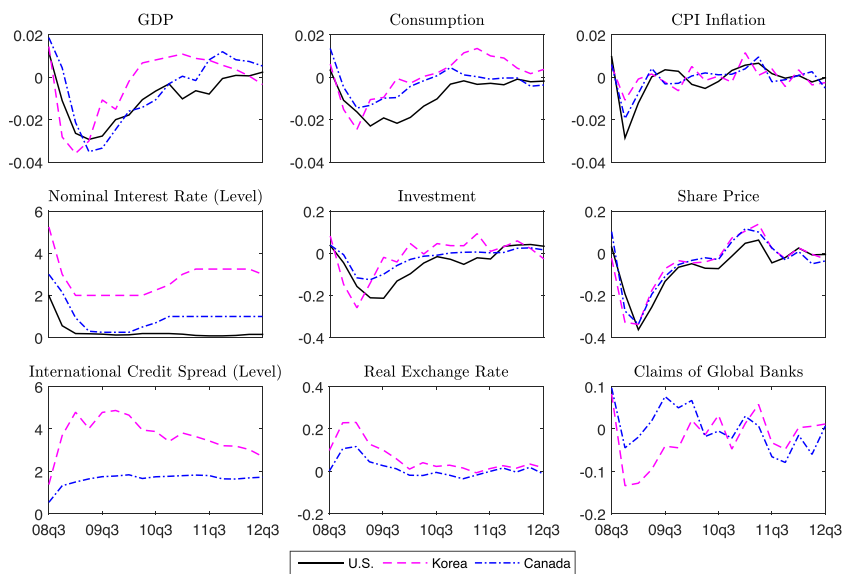 GDP
Consumption
CPI Inflation
0.02
0
-0.02
-0.04
0.02
0
-0.02
-0.04
0.02
0
-0.02
-0.04
Nominal Interest Rate (Level)
Investment
Share Price
6
4
2
0
0.2
0
-0.2
-0.4
0.2
0
-0.2
-0.4
International Credit Spread (Level)
Real Exchange Rate
Claims of Global Banks
6
4
2
0
0.4
0.2
0
-0.2
0.1
0
-0.1
-0.2
08q3 09q3 10q3 11q3 12q3
08q3 09q3 10q3 11q3 12q3
08q3 09q3 10q3 11q3 12q3
U.S. Korea Canada